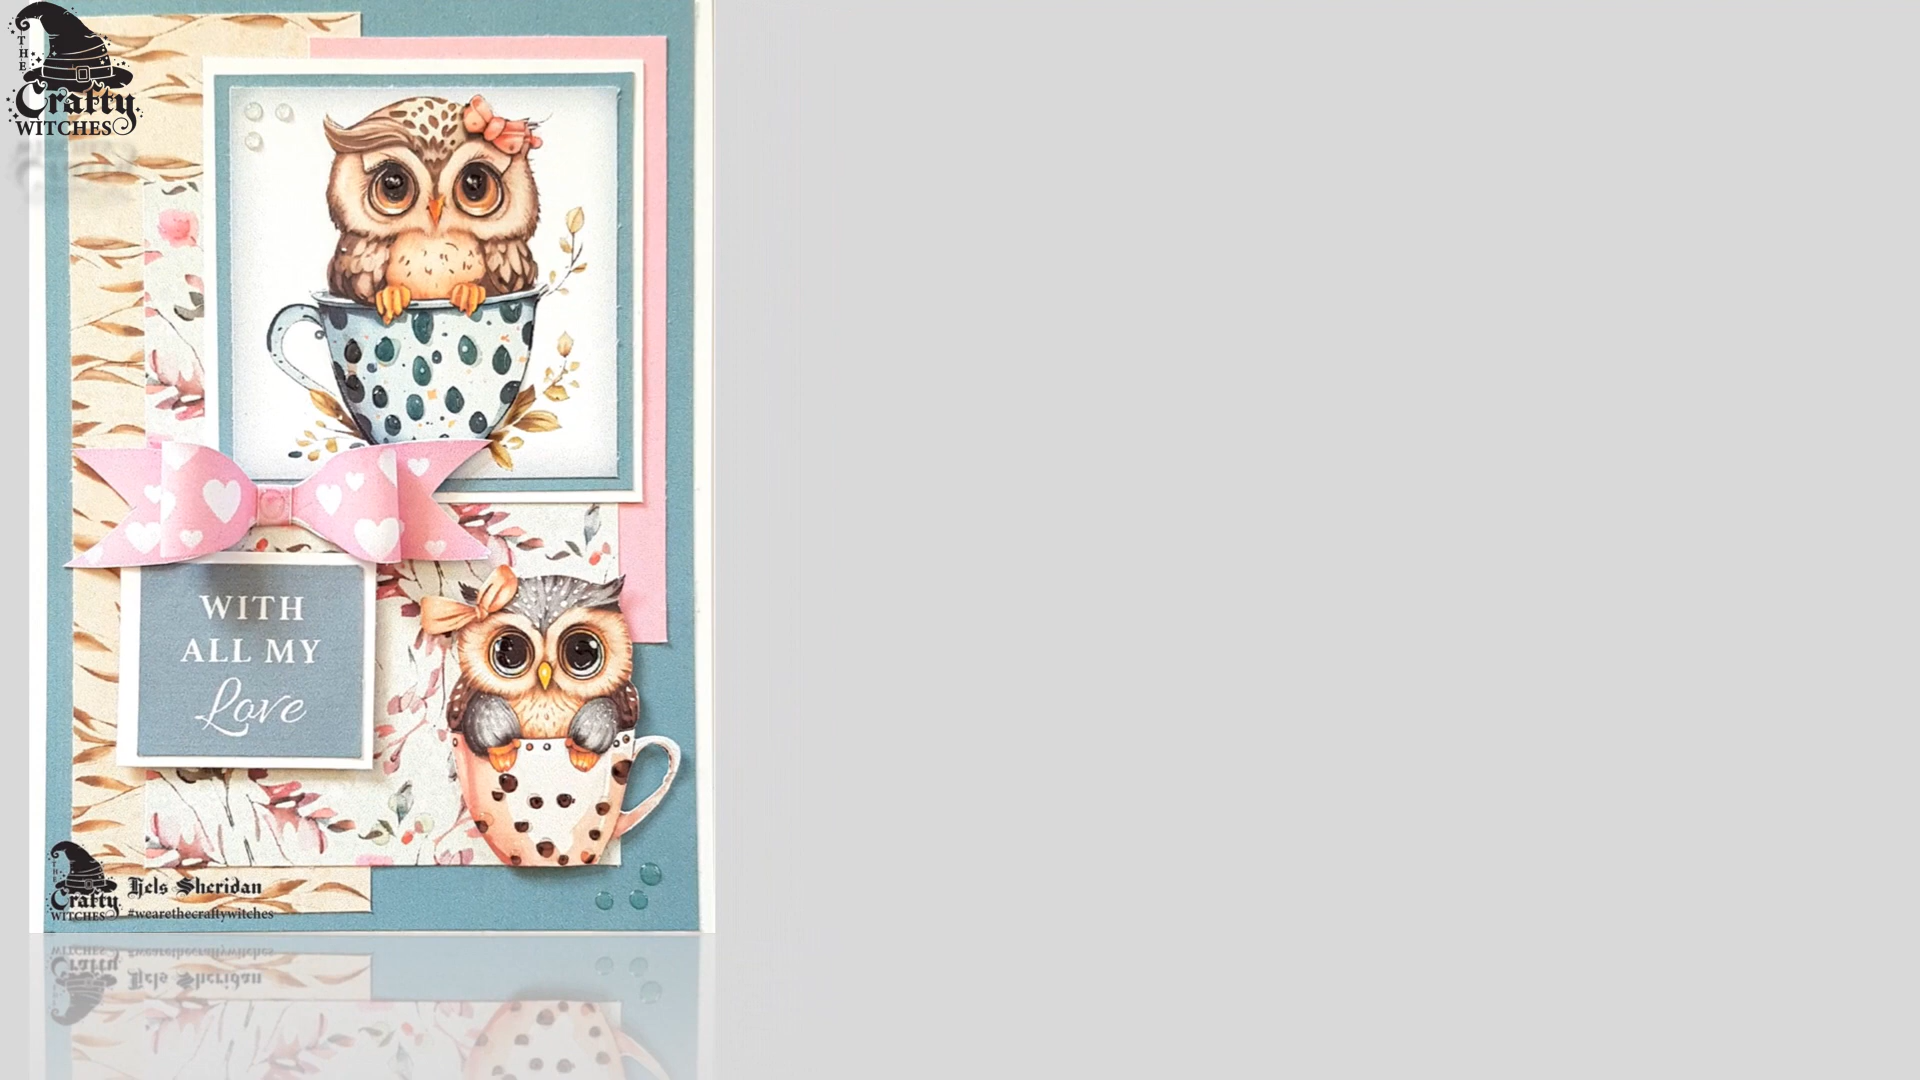 THE
Crafty
WITCHES
WITH
ALL MY
Love
THE
Crafty
WITCHES
Hels Sheridan
#wearethecraftywitches